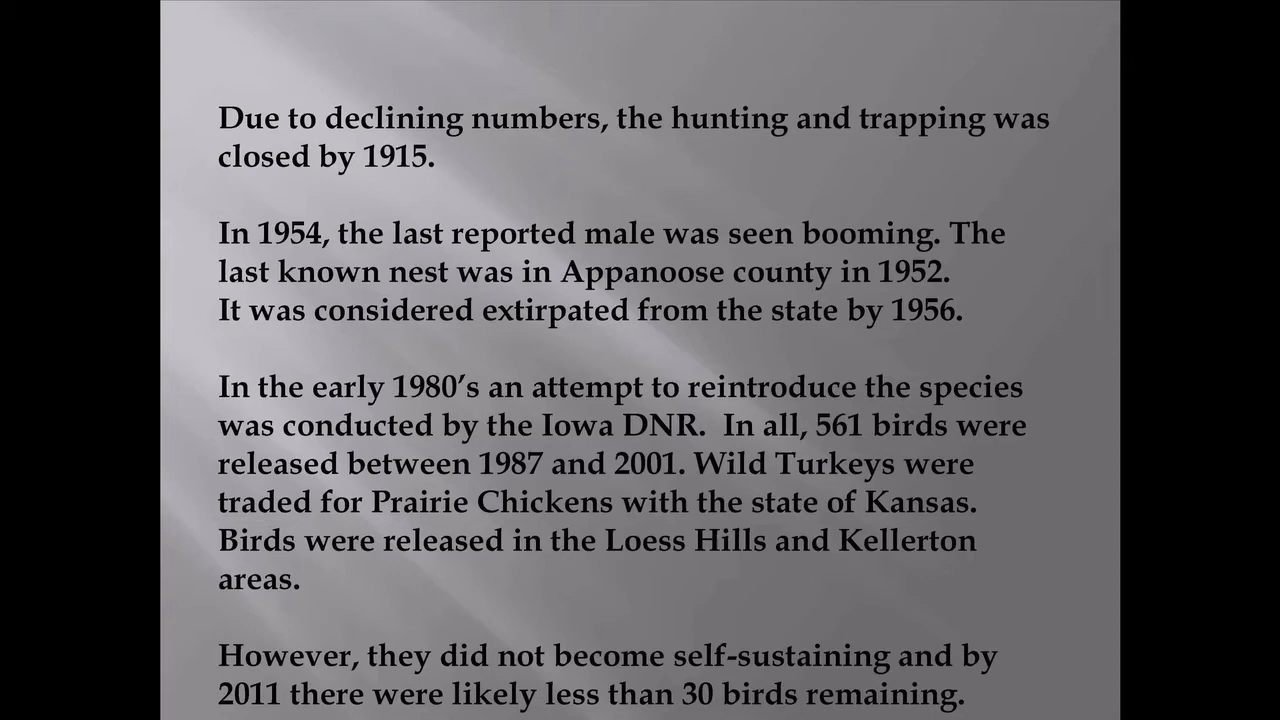 Due to declining numbers, the hunting and trapping was
closed by 1915.
In 1954, the last reported male was seen booming. The
last known nest was in Appanoose county in 1952.
It was considered extirpated from the state by 1956.
In the early 1980’s an attempt to reintroduce the species
was conducted by the Iowa DNR.  In all, 561 birds were
released between 1987 and 2001. Wild Turkeys were
traded for Prairie Chickens with the state of Kansas.
Birds were released in the Loess Hills and Kellerton
areas.
However, they did not become self-sustaining and by
2011 there were likely less than 30 birds remaining.